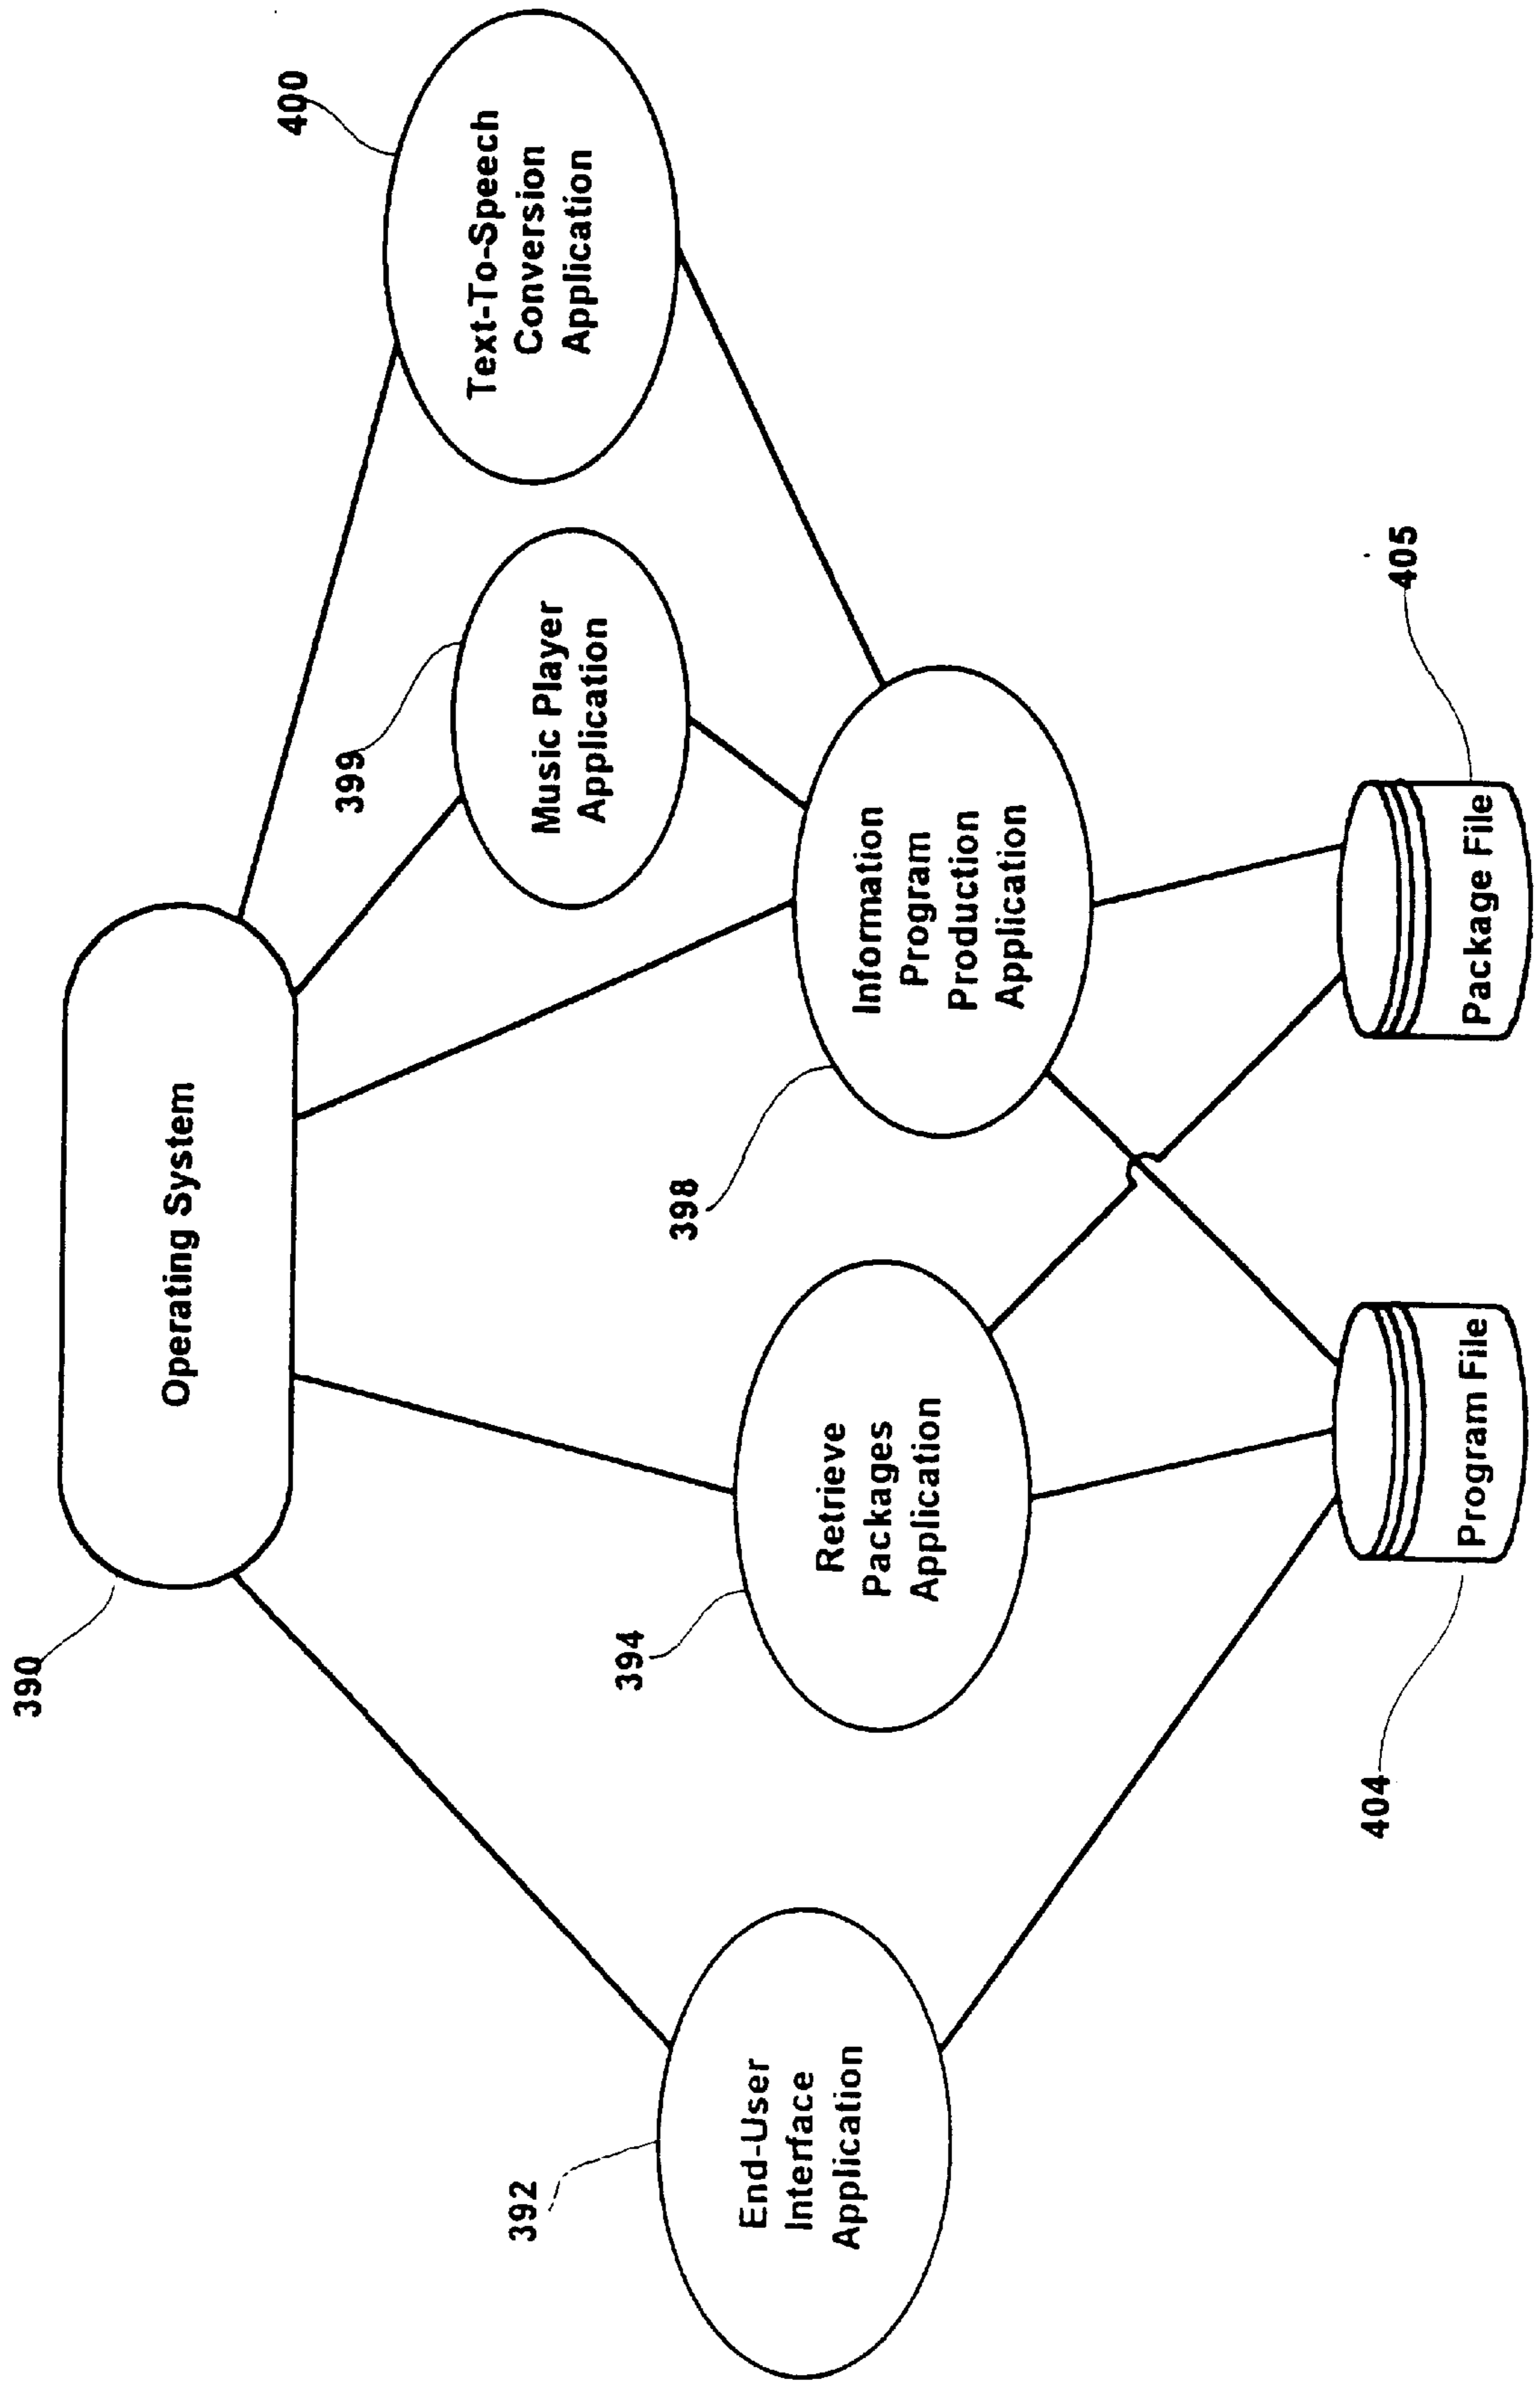 390
Operating System
400
Text-To-Speech
Conversion
Application
399
Music Player
Application
392
End-User
Interface
Application
394
Retrieve
Packages
Application
398
Information
Program
Production
Application
404
Program File
405
Package File